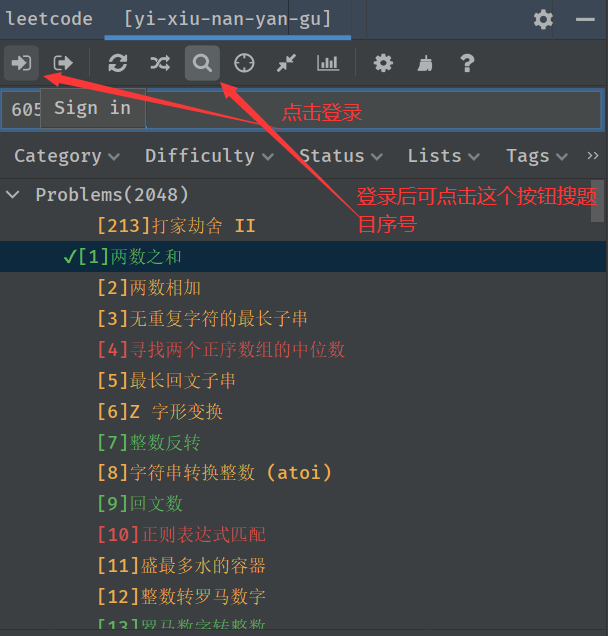 leetcode [yi-xiu-nan-yan-gu]
605
Sign in
点击登录
Category Difficulty Status Lists Tags »
Problems(2048)
登录后可点击这个按钮搜题
目序号
[213]打家劫舍 II
✓[1]两数之和
[2]两数相加
[3]无重复字符的最长子串
[4]寻找两个正序数组的中位数
[5]最长回文子串
[6]Z 字形变换
[7]整数反转
[8]字符串转换整数 (atoi)
[9]回文数
[10]正则表达式匹配
[11]盛最多水的容器
[12]整数转罗马数字
[13]罗马数字转整数